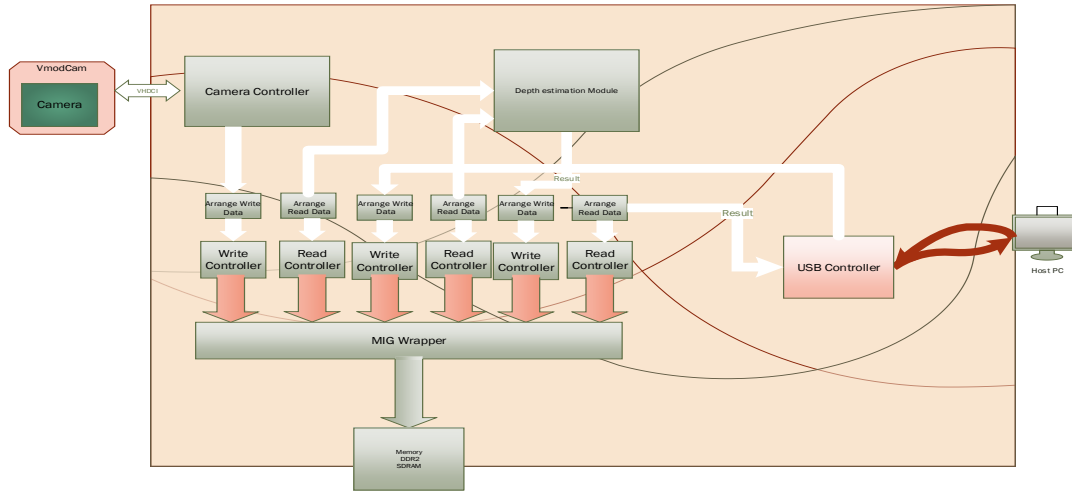 VmodCam
Camera
VHDCI
Camera Controller
Depth estimation Module
Result
Arrange Write
Data
Arrange
Read Data
Arrange Write
Data
Arrange
Read Data
Arrange Write
Data
Arrange
Read Data
Result
Write
Controller
Read
Controller
Write
Controller
Read
Controller
Write
Controller
Read
Controller
USB Controller
Host PC
MIG Wrapper
Memory
DDR2
SDRAM